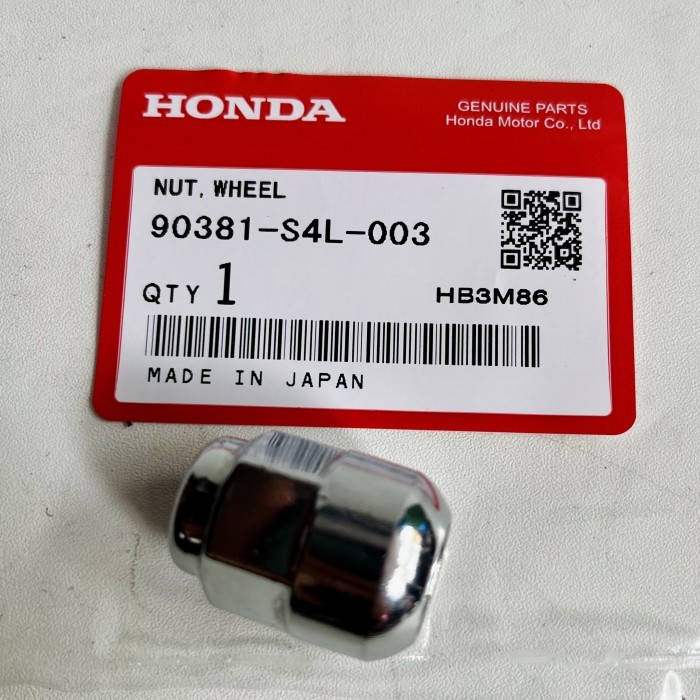 HONDA
GENUINE PARTS
Honda Motor Co., Ltd
NUT, WHEEL
90381-S4L-003
QTY 1
HB3M86
MADE IN JAPAN